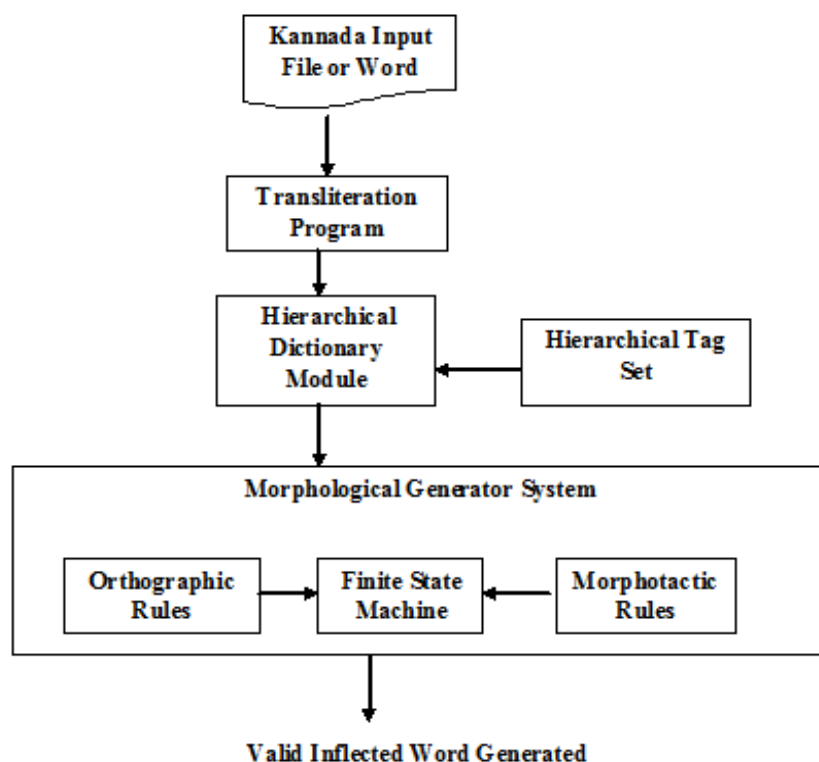 Kannada Input
File or Word
Transliteration
Program
Hierarchical
Dictionary
Module
Hierarchical Tag
Set
Morphological Generator System
Orthographic
Rules
Finite State
Machine
Morphotactic
Rules
Valid Inflected Word Generated